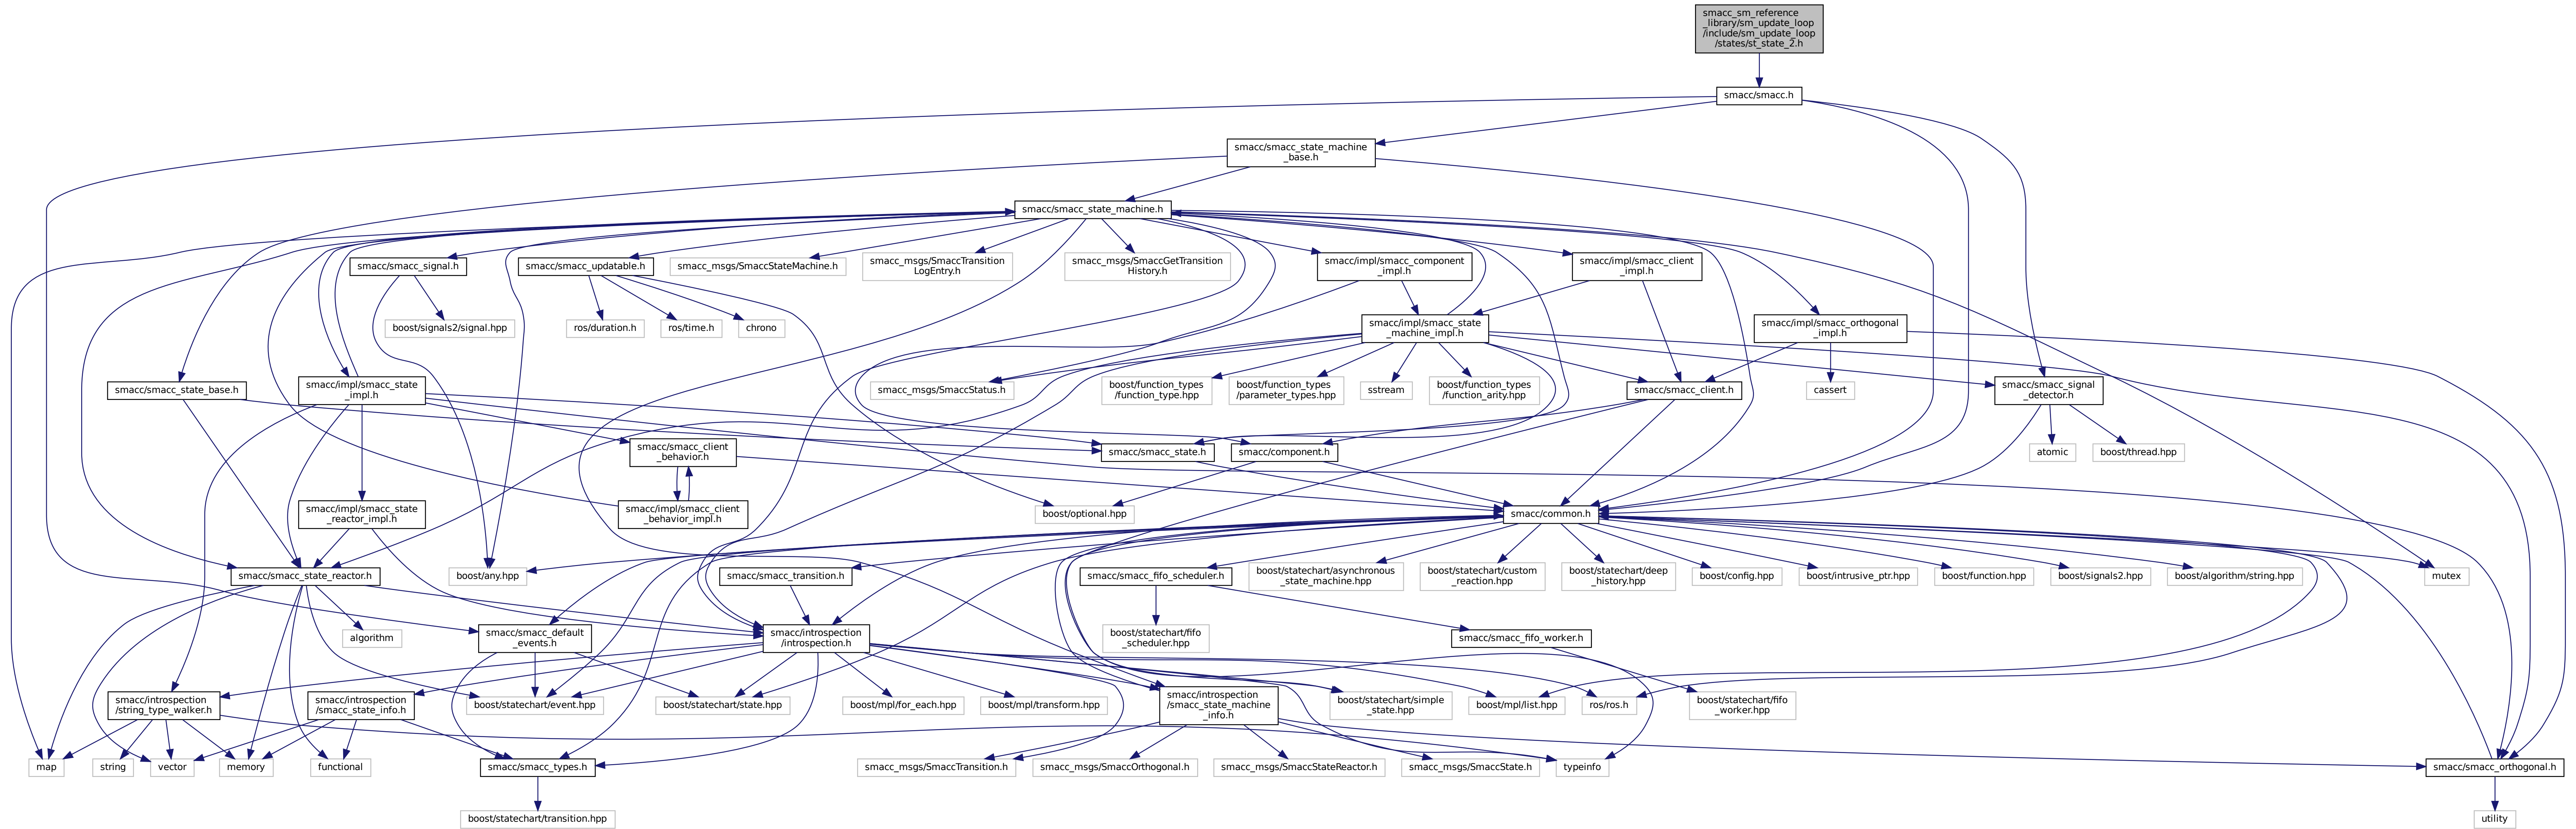 smacc_sm_reference
_library/sm_update_loop
/include/sm_update_loop
/states/st_state_2.h
smacc/smacc.h
smacc/smacc_state_machine
_base.h
smacc/smacc_state_machine.h
smacc/smacc_signal.h
smacc/smacc_updatable.h
smacc_msgs/SmaccStateMachine.h
smacc_msgs/SmaccTransition
LogEntry.h
smacc_msgs/SmaccGetTransition
History.h
smacc/impl/smacc_component
_impl.h
smacc/impl/smacc_client
_impl.h
boost/signals2/signal.hpp
ros/duration.h
ros/time.h
chrono
smacc/impl/smacc_state
_machine_impl.h
smacc/impl/smacc_orthogonal
_impl.h
smacc/smacc_state_base.h
smacc/impl/smacc_state
_impl.h
smacc_msgs/SmaccStatus.h
boost/function_types
/function_type.hpp
boost/function_types
/parameter_types.hpp
sstream
boost/function_types
/function_arity.hpp
smacc/smacc_client.h
cassert
smacc/smacc_signal
_detector.h
smacc/smacc_client
_behavior.h
smacc/smacc_state.h
smacc/component.h
atomic
boost/thread.hpp
smacc/impl/smacc_state
_reactor_impl.h
smacc/impl/smacc_client
_behavior_impl.h
boost/optional.hpp
smacc/common.h
smacc/smacc_state_reactor.h
boost/any.hpp
smacc/smacc_transition.h
smacc/smacc_fifo_scheduler.h
boost/statechart/asynchronous
_state_machine.hpp
boost/statechart/custom
_reaction.hpp
boost/statechart/deep
_history.hpp
boost/config.hpp
boost/intrusive_ptr.hpp
boost/function.hpp
boost/signals2.hpp
boost/algorithm/string.hpp
mutex
algorithm
smacc/smacc_default
_events.h
smacc/introspection
/introspection.h
boost/statechart/fifo
_scheduler.hpp
smacc/smacc_fifo_worker.h
smacc/introspection
/string_type_walker.h
smacc/introspection
/smacc_state_info.h
boost/statechart/event.hpp
boost/statechart/state.hpp
boost/mpl/for_each.hpp
boost/mpl/transform.hpp
smacc/introspection
/smacc_state_machine
_info.h
boost/statechart/simple
_state.hpp
boost/mpl/list.hpp
ros/ros.h
boost/statechart/fifo
_worker.hpp
map
string
vector
memory
functional
smacc/smacc_types.h
smacc_msgs/SmaccTransition.h
smacc_msgs/SmaccOrthogonal.h
smacc_msgs/SmaccStateReactor.h
smacc_msgs/SmaccState.h
typeinfo
smacc/smacc_orthogonal.h
boost/statechart/transition.hpp
utility